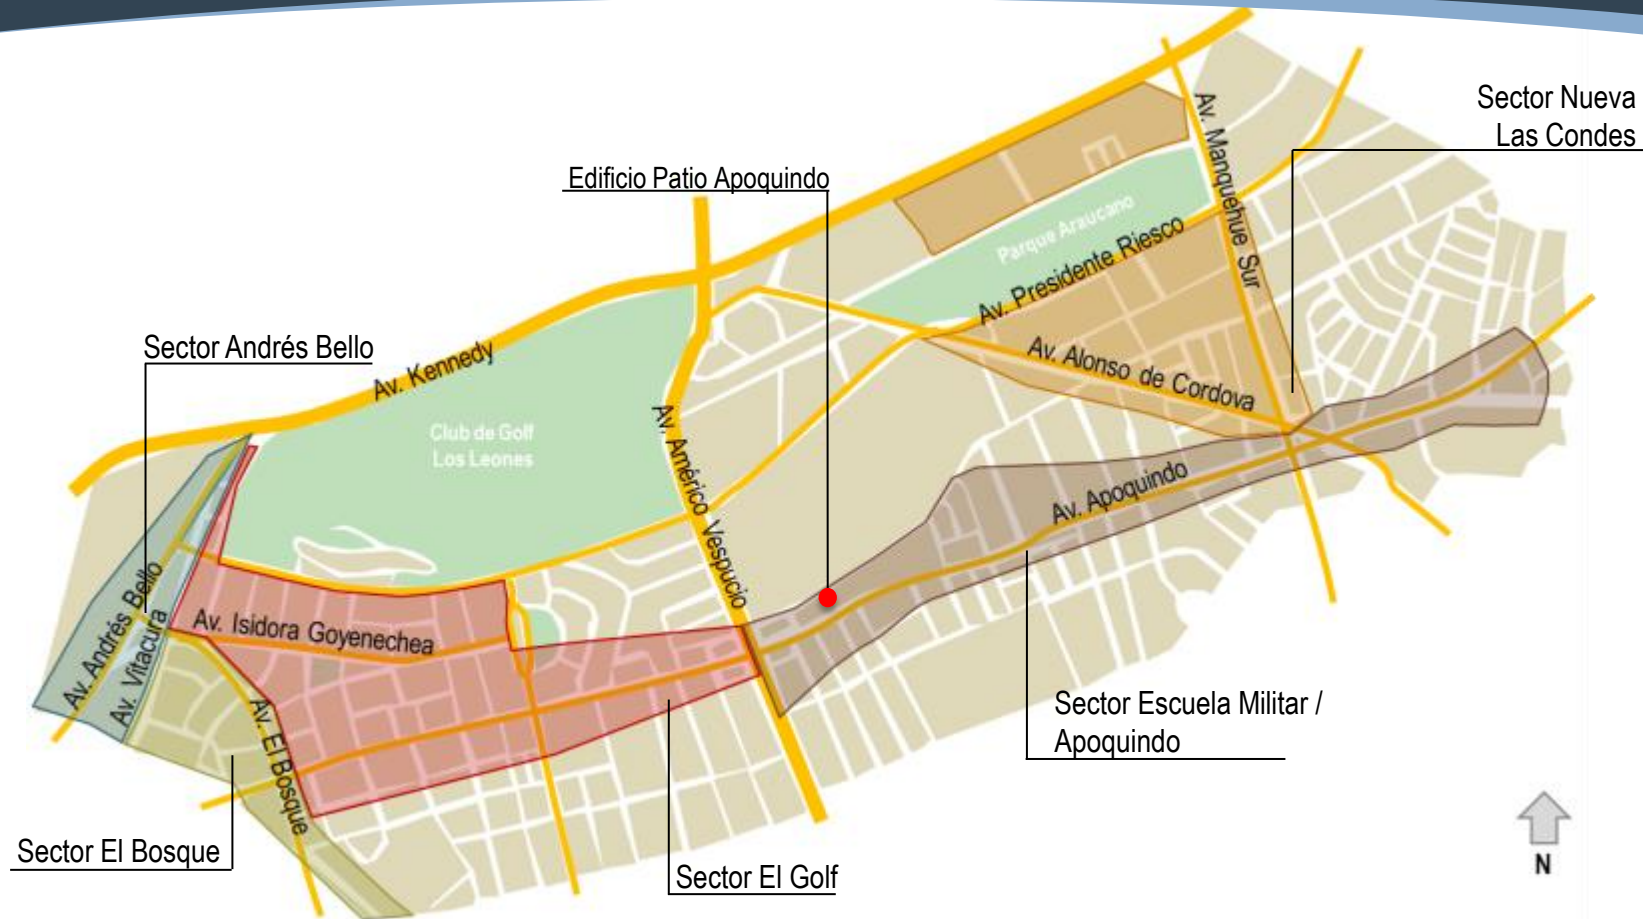 Sector Nueva
Las Condes
Av. Manquehue Sur
Edificio Patio Apoquindo
Parque Araucano
Av. Presidente Riesco
Sector Andrés Bello
Av. Kennedy
Av. Alonso de Cordova
Club de Golf
Los Leones
Av. Américo Vespucio
Av. Apoquindo
Av. Andrés Bello
Av. Vitacura
Av. Isidora Goyenechea
Av. El Bosque
Sector Escuela Militar /
Apoquindo
Sector El Bosque
Sector El Golf
N